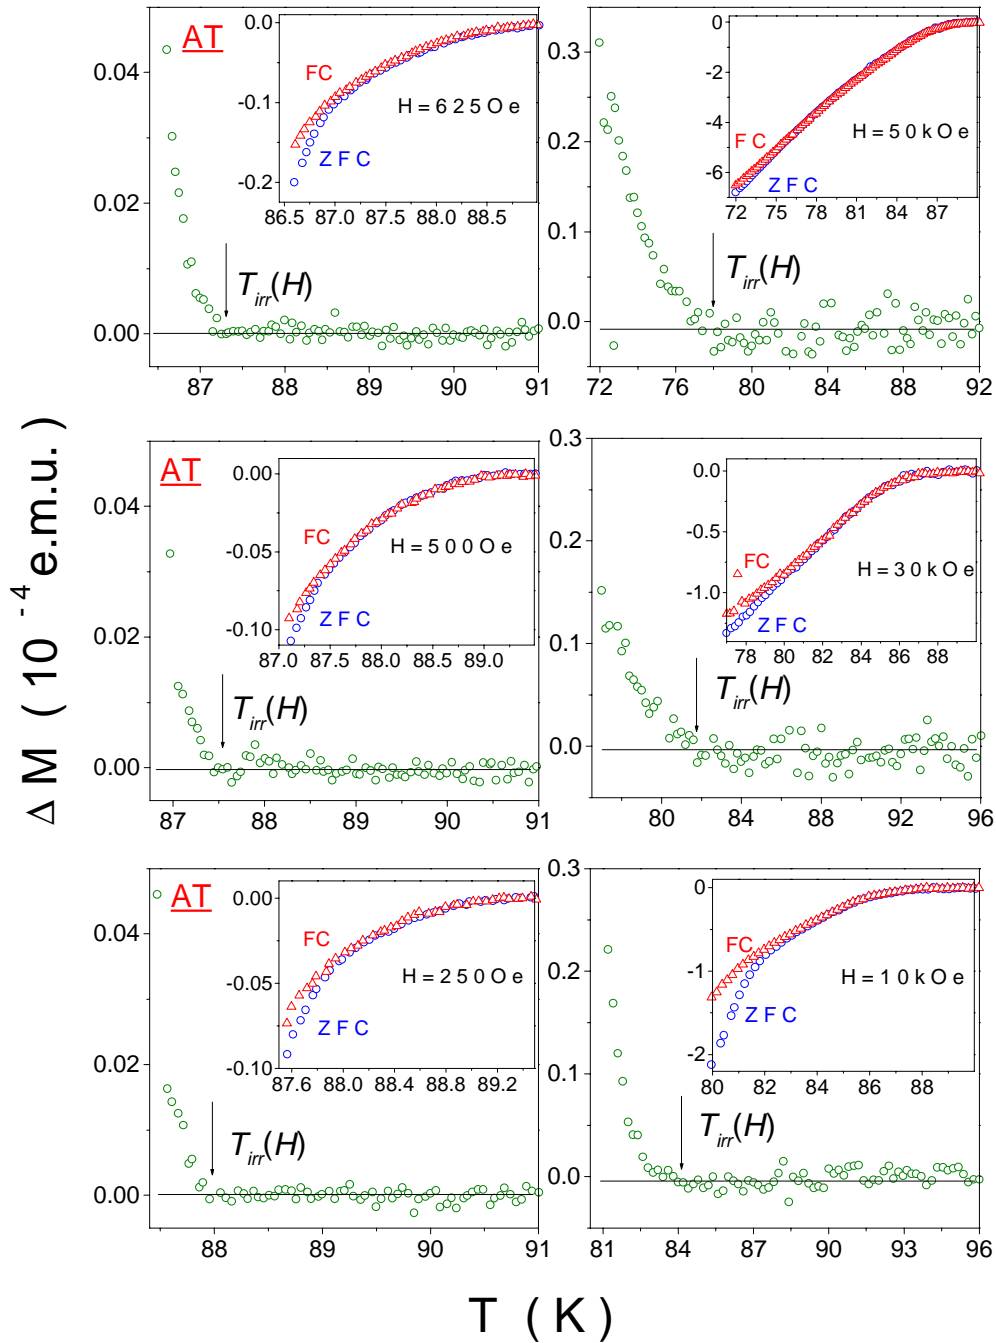 AT
FC
ZFC
H = 625 Oe
0.0
-0.1
-0.2
86.6 87.0 87.5 88.0 88.5
0.04
0.02
0.00
T_irr(H)
87 88 89 90 91
FC
ZFC
H = 50 kOe
0
-2
-4
-6
72 75 78 81 84 87
0.3
0.2
0.1
0.0
T_irr(H)
72 76 80 84 88 92
AT
FC
ZFC
H = 500 Oe
0.00
-0.05
-0.10
87.0 87.5 88.0 88.5 89.0
0.04
0.02
0.00
T_irr(H)
87 88 89 90 91
FC
ZFC
H = 30 kOe
0.0
-0.5
-1.0
78 80 82 84 86 88
0.3
0.2
0.1
0.0
T_irr(H)
80 84 88 92 96
AT
FC
ZFC
H = 250 Oe
0.00
-0.05
-0.10
87.6 88.0 88.4 88.8 89.2
0.04
0.02
0.00
T_irr(H)
88 89 90 91
FC
ZFC
H = 10 kOe
0
-1
-2
80 82 84 86 88
0.3
0.2
0.1
0.0
T_irr(H)
81 84 87 90 93 96
Δ M ( 10⁻⁴ e.m.u. )
T ( K )